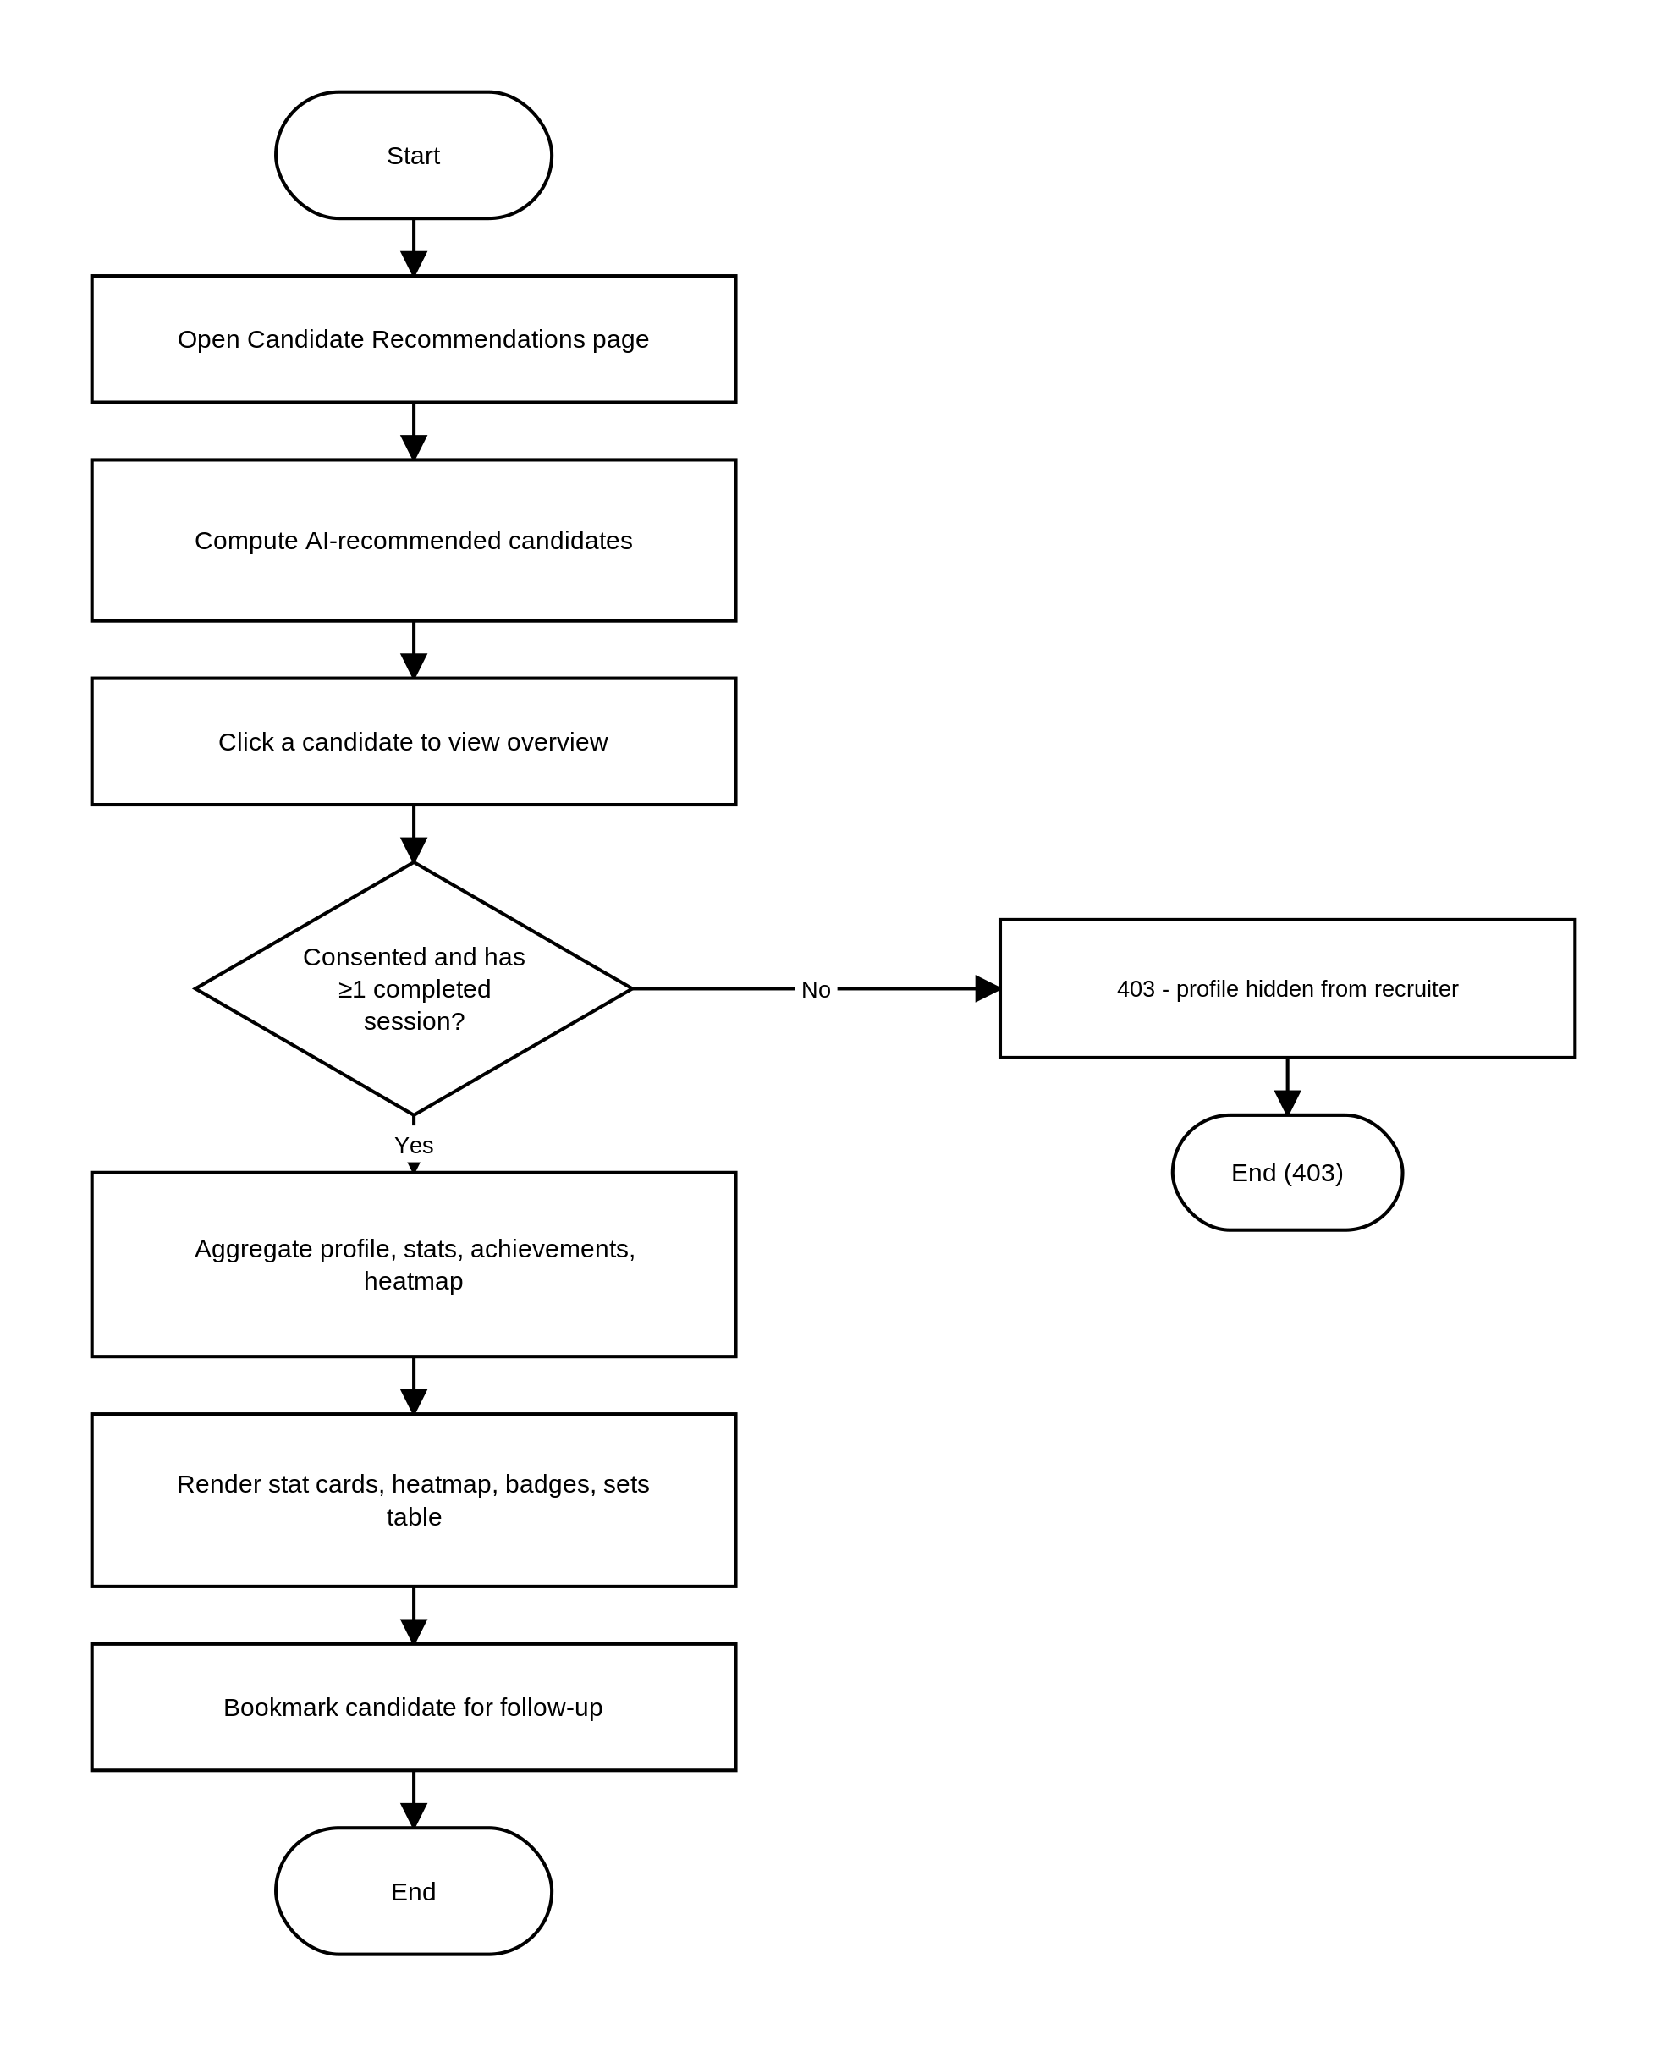 Start
Open Candidate Recommendations page
Compute AI-recommended candidates
Click a candidate to view overview
Consented and has
≥1 completed
session?
No
403 - profile hidden from recruiter
Yes
End (403)
Aggregate profile, stats, achievements,
heatmap
Render stat cards, heatmap, badges, sets
table
Bookmark candidate for follow-up
End